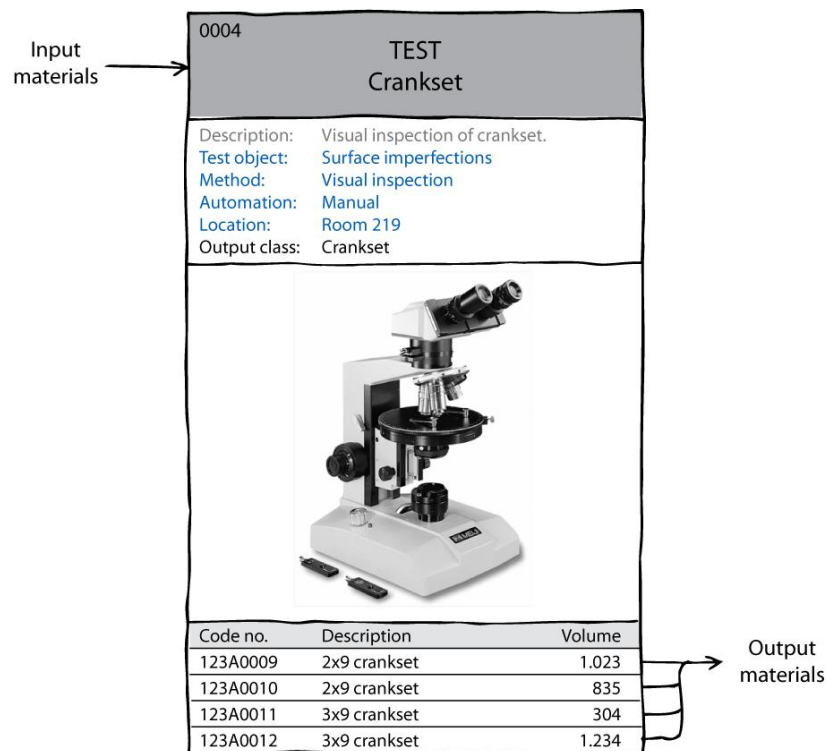 0004
TEST
Crankset
Input
materials
Description: Visual inspection of crankset.
Test object: Surface imperfections
Method: Visual inspection
Automation: Manual
Location: Room 219
Output class: Crankset
Code no. Description Volume
123A0009 2x9 crankset 1.023
123A0010 2x9 crankset 835
123A0011 3x9 crankset 304
123A0012 3x9 crankset 1.234
Output
materials